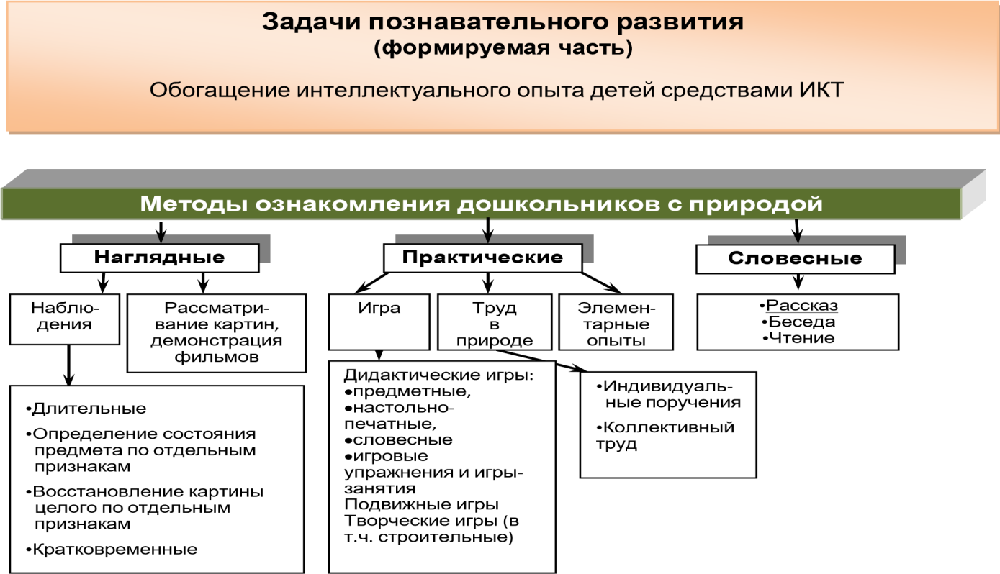 Задачи познавательного развития
(формируемая часть)
Обогащение интеллектуального опыта детей средствами ИКТ
Методы ознакомления дошкольников с природой
Наглядные
Практические
Словесные
Наблю-
дения
Рассматри-
вание картин,
демонстрация
фильмов
Игра
Труд
в
природе
Элемен-
тарные
опыты
•Рассказ
•Беседа
•Чтение
•Длительные
•Определение состояния
предмета по отдельным
признакам
•Восстановление картины
целого по отдельным
признакам
•Кратковременные
Дидактические игры:
●предметные,
●настольно-
печатные,
●словесные
●игровые
упражнения и игры-
занятия
Подвижные игры
Творческие игры (в
т.ч. строительные)
•Индивидуаль-
ные поручения
•Коллективный
труд